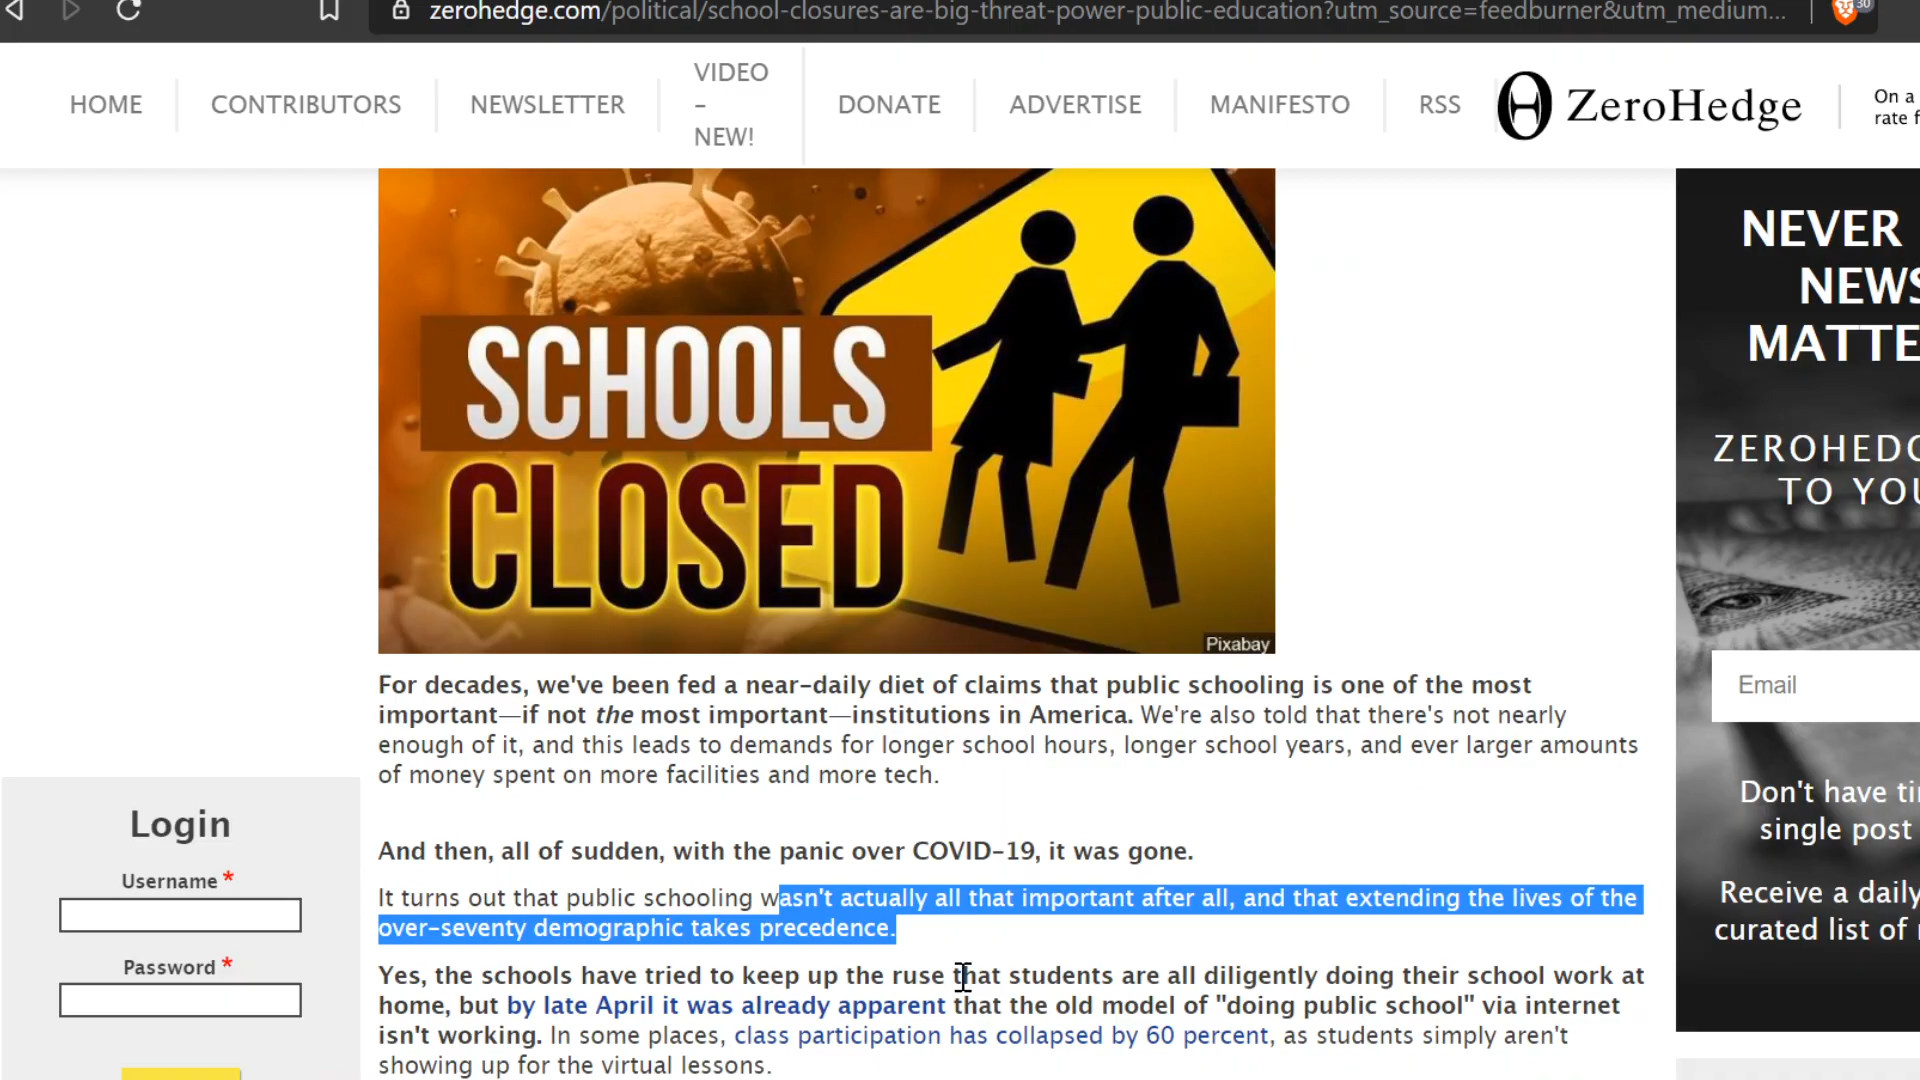 zerohedge.com/political/school-closures-are-big-threat-power-public-education?utm_source=feedburner&utm_medium...
30
HOME
CONTRIBUTORS
NEWSLETTER
VIDEO
–
NEW!
DONATE
ADVERTISE
MANIFESTO
RSS
ZeroHedge
On a
rate f
SCHOOLS
CLOSED
Pixabay
For decades, we've been fed a near-daily diet of claims that public schooling is one of the most
important—if not the most important—institutions in America. We're also told that there's not nearly
enough of it, and this leads to demands for longer school hours, longer school years, and ever larger amounts
of money spent on more facilities and more tech.
And then, all of sudden, with the panic over COVID-19, it was gone.
It turns out that public schooling wasn't actually all that important after all, and that extending the lives of the
over-seventy demographic takes precedence.
Yes, the schools have tried to keep up the ruse that students are all diligently doing their school work at
home, but by late April it was already apparent that the old model of "doing public school" via internet
isn't working. In some places, class participation has collapsed by 60 percent, as students simply aren't
showing up for the virtual lessons.
Login
Username *
Password *
NEVER
NEWS
MATTE
ZEROHEDG
TO YOU
Email
Don't have ti
single post
Receive a daily
curated list of